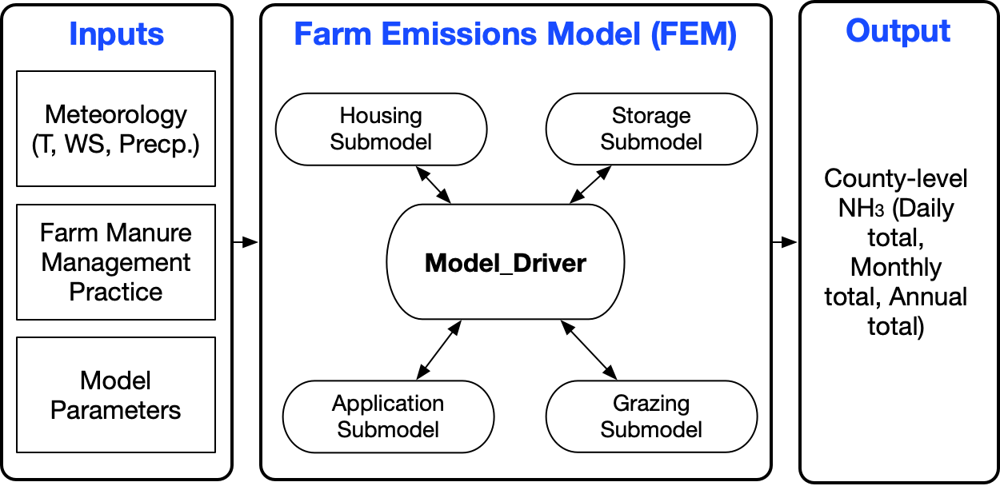 Inputs
Meteorology
(T, WS, Precp.)
Farm Manure
Management
Practice
Model
Parameters
Farm Emissions Model (FEM)
Housing
Submodel
Storage
Submodel
Model_Driver
Application
Submodel
Grazing
Submodel
Output
County-level
NH₃ (Daily
total,
Monthly
total, Annual
total)